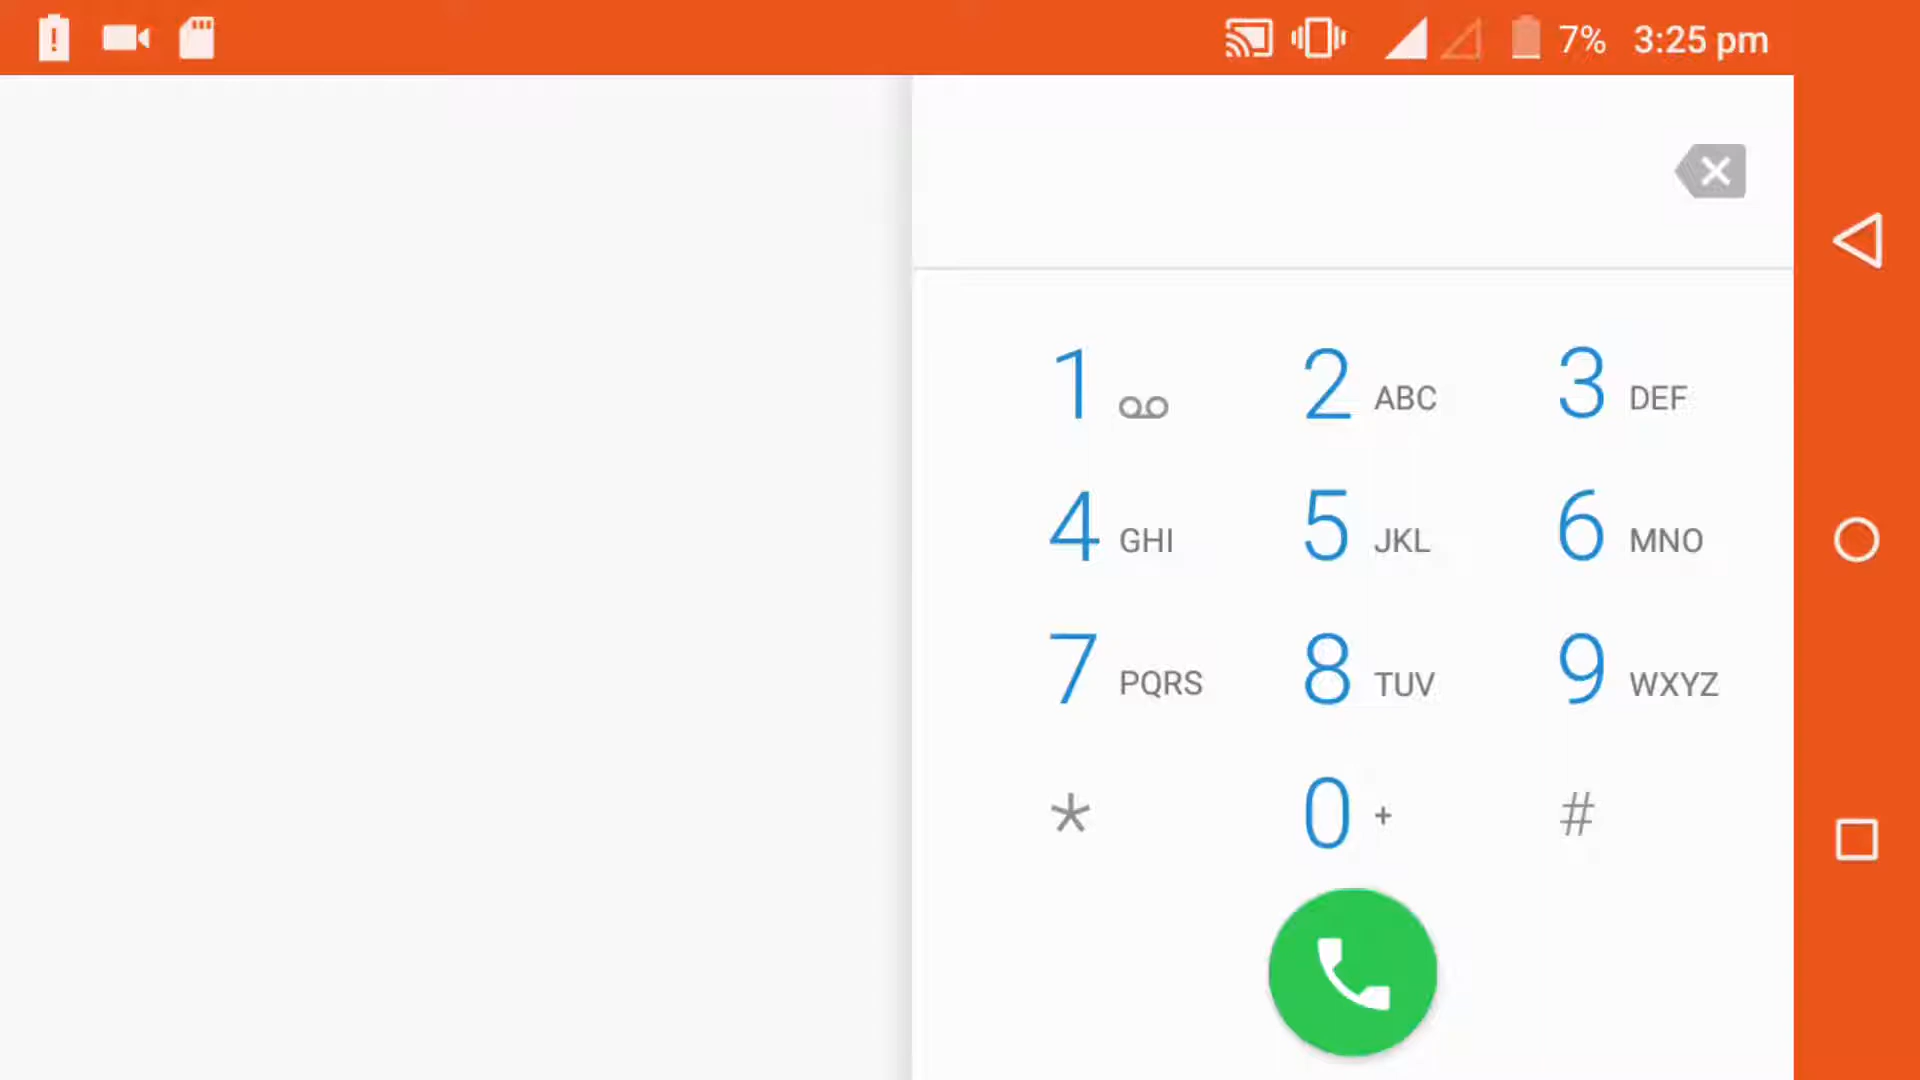 7% 3:25 pm
1 2 ABC 3 DEF
4 GHI 5 JKL 6 MNO
7 PQRS 8 TUV 9 WXYZ
* 0 + #